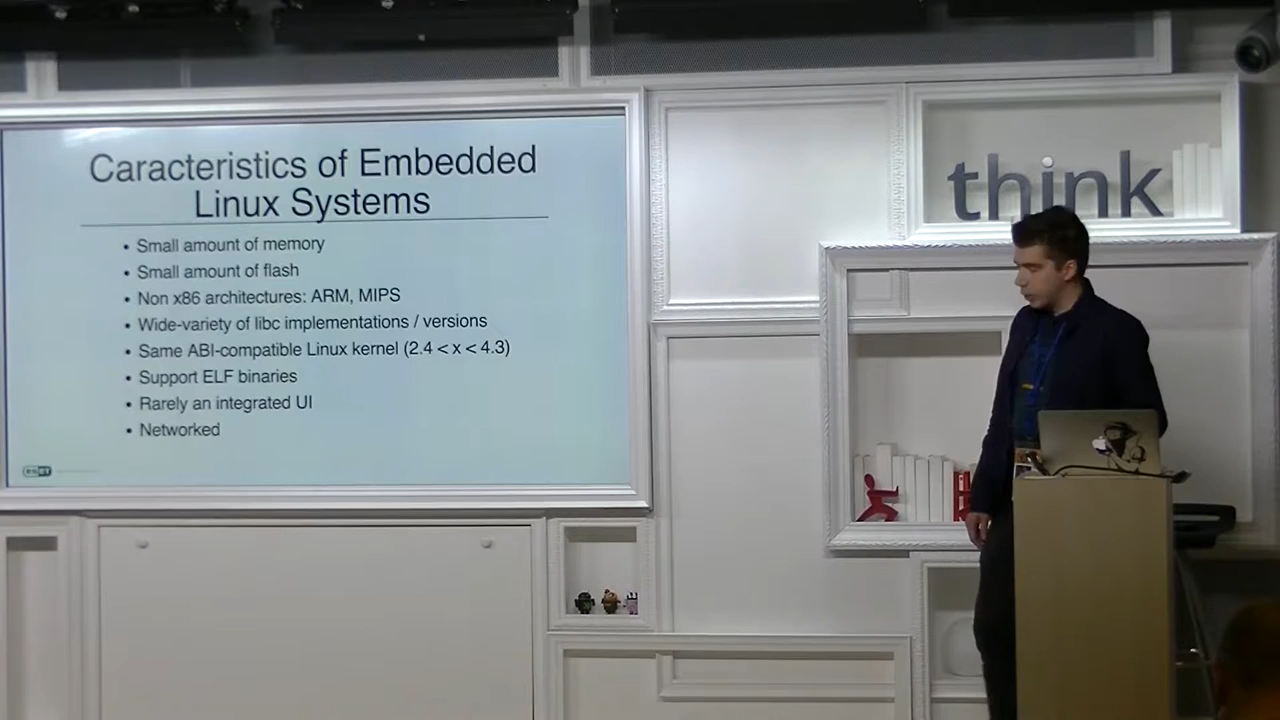 Caracteristics of Embedded
Linux Systems
• Small amount of memory
• Small amount of flash
• Non x86 architectures: ARM, MIPS
• Wide-variety of libc implementations / versions
• Same ABI-compatible Linux kernel (2.4 < x < 4.3)
• Support ELF binaries
• Rarely an integrated UI
• Networked
eseT
think